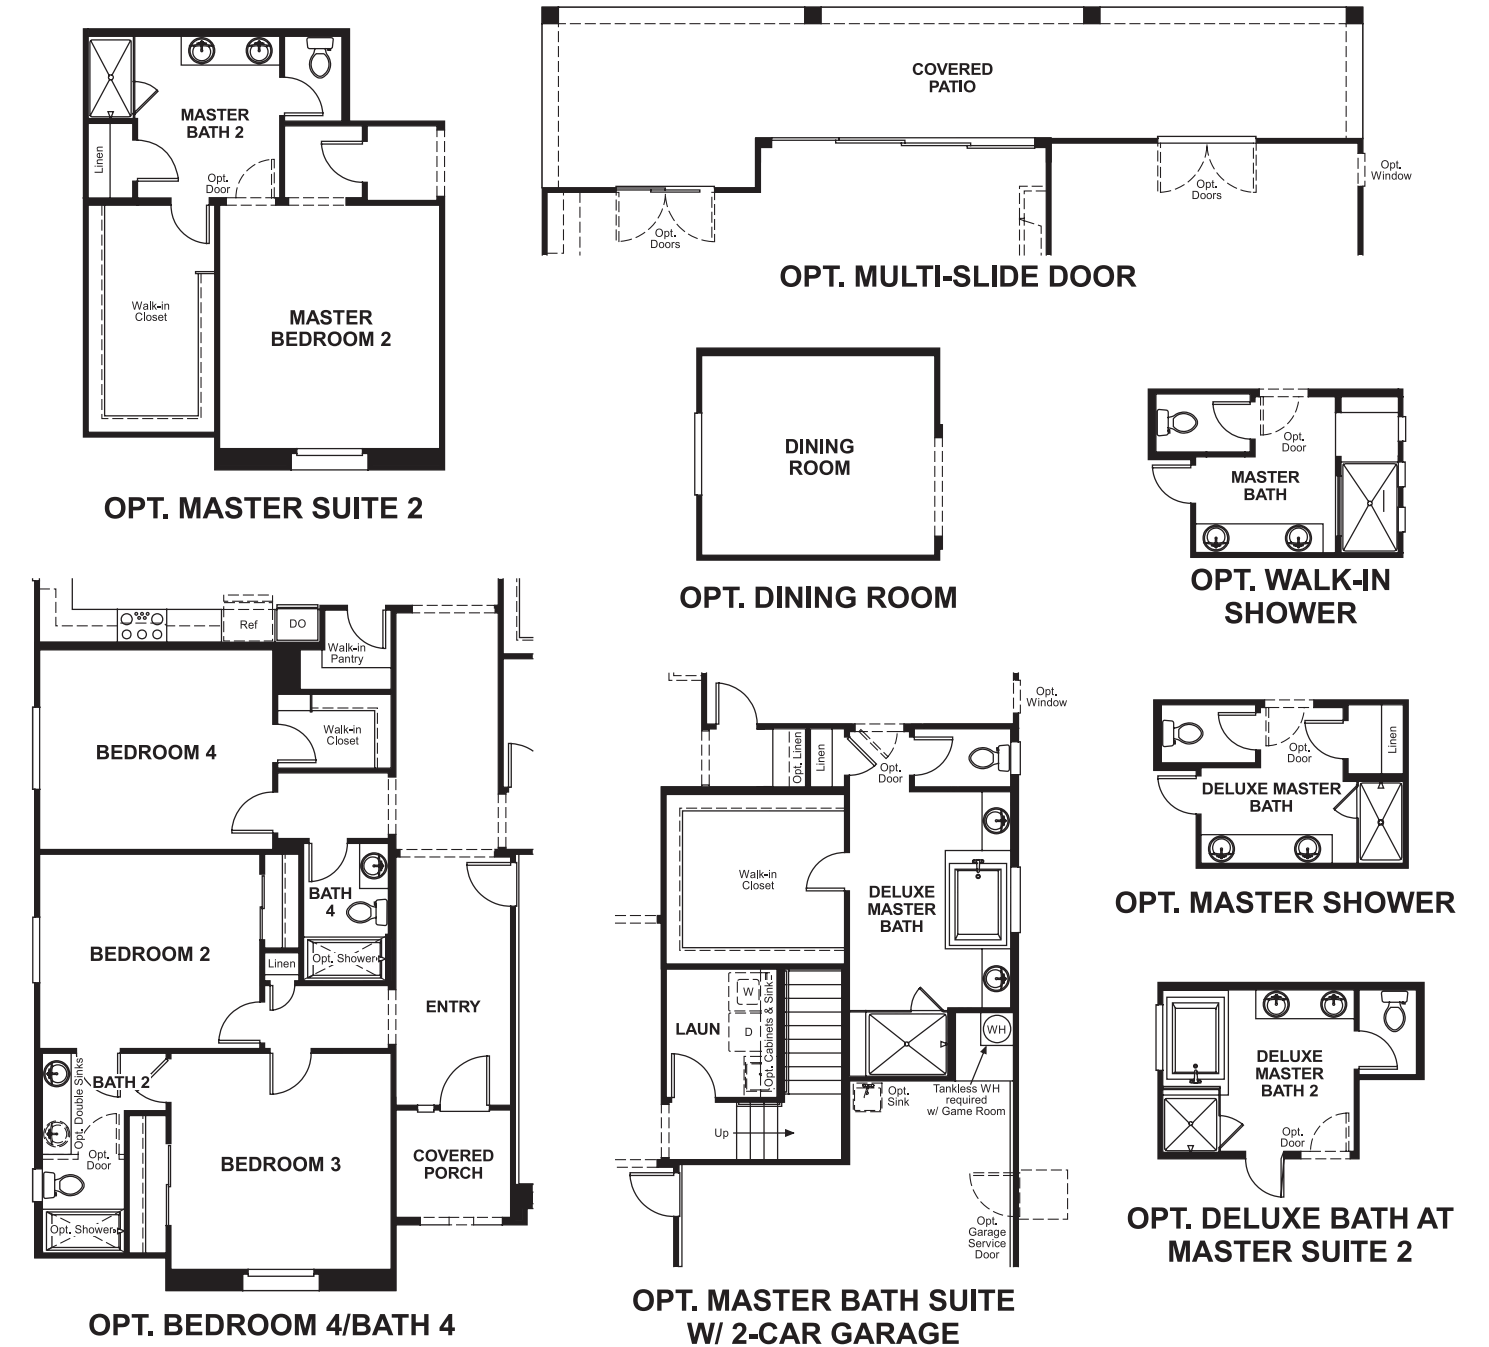 MASTER
BATH 2
Linen
Opt.
Door
Walk-in
Closet
MASTER
BEDROOM 2
OPT. MASTER SUITE 2
COVERED
PATIO
Opt.
Doors
Opt.
Doors
Opt.
Window
OPT. MULTI-SLIDE DOOR
DINING
ROOM
OPT. DINING ROOM
Opt.
Door
MASTER
BATH
OPT. WALK-IN
SHOWER
Ref
DO
Walk-in
Pantry
BEDROOM 4
Walk-in
Closet
BATH
4
BEDROOM 2
Opt. Shower
Linen
ENTRY
BATH 2
Opt. Double Sinks
Opt.
Door
BEDROOM 3
COVERED
PORCH
Opt. Shower
OPT. BEDROOM 4/BATH 4
Opt.
Window
Opt. Linen
Linen
Opt.
Door
Walk-in
Closet
DELUXE
MASTER
BATH
W
D
LAUN
Opt. Cabinets & Sink
WH
Opt.
Sink
Tankless WH
required
w/ Game Room
Up
Opt.
Garage
Service
Door
OPT. MASTER BATH SUITE
W/ 2-CAR GARAGE
Opt.
Door
Linen
DELUXE MASTER
BATH
OPT. MASTER SHOWER
DELUXE
MASTER
BATH 2
Opt.
Door
OPT. DELUXE BATH AT
MASTER SUITE 2